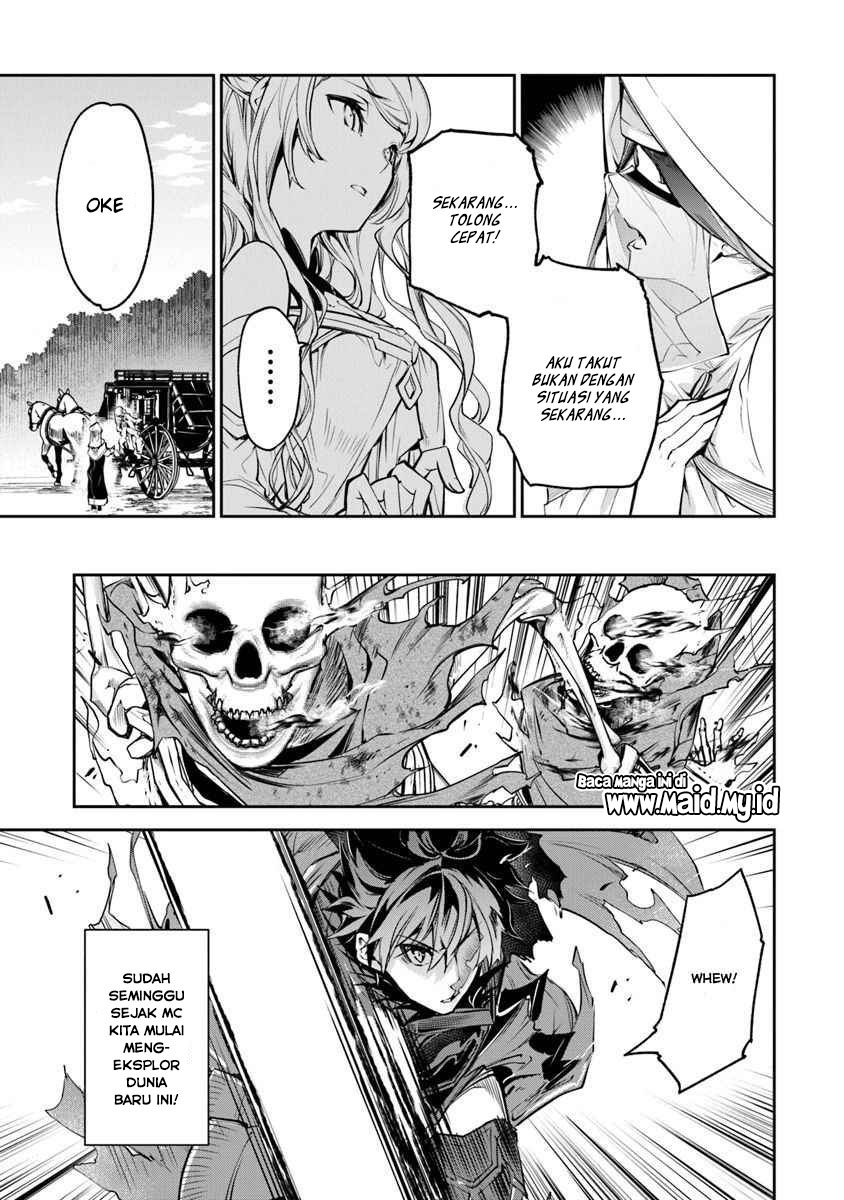 SEKARANG...
TOLONG
CEPAT!
AKU TAKUT
BUKAN DENGAN
SITUASI YANG
SEKARANG...
......
OKE
Baca Manga ini di
www.Maid.My.id
WHEW!
SUDAH
SEMINGGU
SEJAK MC
KITA MULAI
MENG-
EKSPLOR
DUNIA
BARU INI!